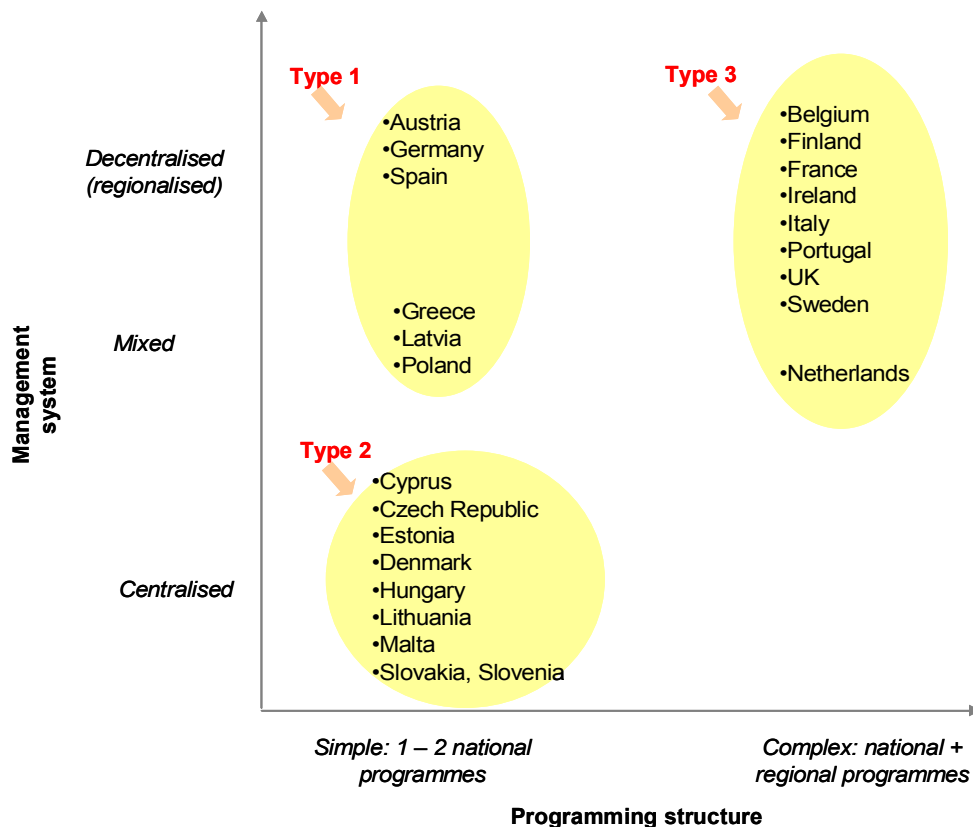 Type 1
•Austria
•Germany
•Spain
•Greece
•Latvia
•Poland
Type 3
•Belgium
•Finland
•France
•Ireland
•Italy
•Portugal
•UK
•Sweden
•Netherlands
Type 2
•Cyprus
•Czech Republic
•Estonia
•Denmark
•Hungary
•Lithuania
•Malta
•Slovakia, Slovenia
Decentralised
(regionalised)
Mixed
Centralised
Management
system
Simple: 1 – 2 national
programmes
Complex: national +
regional programmes
Programming structure